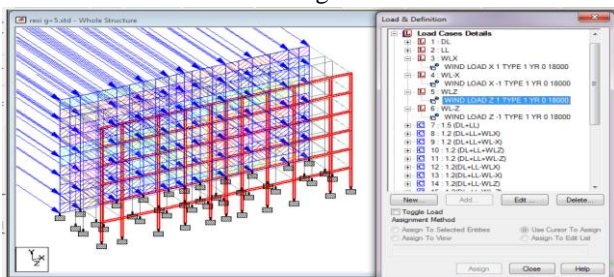 resi g=5.std - Whole Structure
Load & Definition
Load Cases Details
1 : DL
2 : LL
3 : WLX
WIND LOAD X 1 TYPE 1 YR 0 18000
4 : WL-X
WIND LOAD X -1 TYPE 1 YR 0 18000
5 : WLZ
WIND LOAD Z 1 TYPE 1 YR 0 18000
6 : WL-Z
WIND LOAD Z -1 TYPE 1 YR 0 18000
7 : 1.5 (DL+LL)
8 : 1.2(DL+LL+WLX)
9 : 1.2(DL+LL+WL-X)
10 : 1.2(DL+LL+WLZ)
11 : 1.2 (DL+LL+WL-Z)
12 : 1.2(DL+LL-WLX)
13 : 1.2(DL+LL-WL-X)
14 : 1.2(DL+LL-WLZ)
New...
Add...
Edit...
Delete...
Toggle Load
Assignment Method
Assign To Selected Entities
Use Cursor To Assign
Assign To View
Assign To Edit List
Assign
Close
Help
Y
X
Z